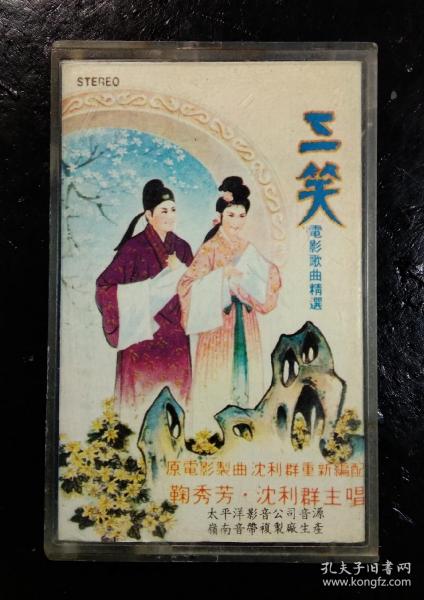 STEREO
三笑
電影歌曲精選
原電影製曲沈利群重新編配
鞠秀芳·沈利群主唱
太平洋影音公司音源
嶺南音帶複製廠生產
孔夫子旧书网
www.kongfz.com